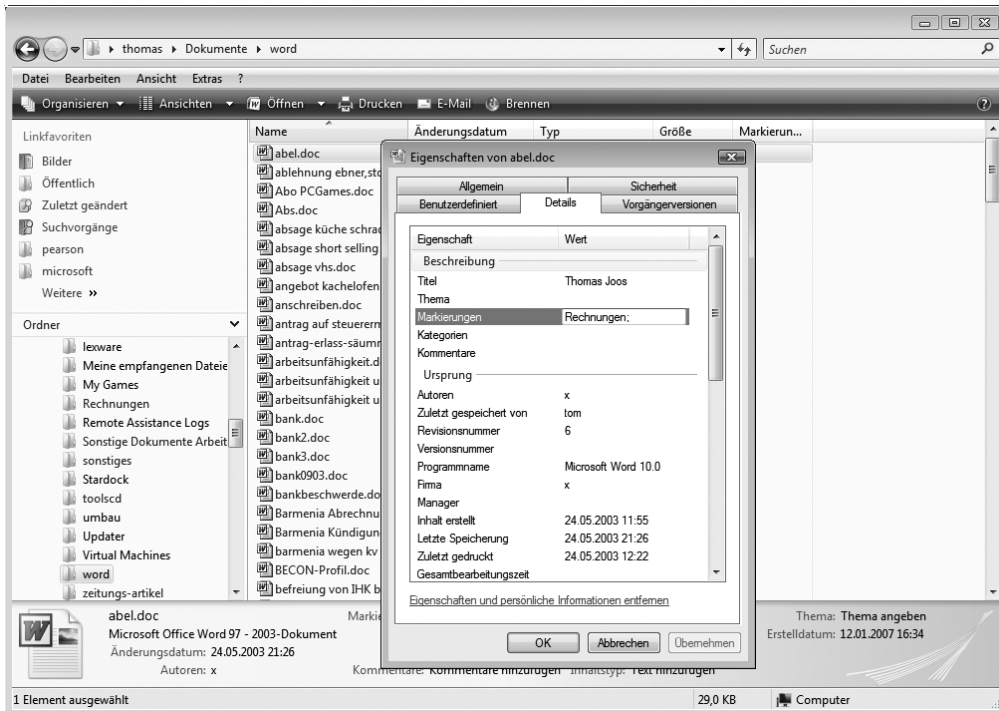 thomas ▸ Dokumente ▸ word
Suchen
Datei Bearbeiten Ansicht Extras ?
Organisieren Ansichten Öffnen Drucken E-Mail Brennen
Linkfavoriten
Bilder
Öffentlich
Zuletzt geändert
Suchvorgänge
pearson
microsoft
Weitere »
Ordner
lexware
Meine empfangenen Dateie
My Games
Rechnungen
Remote Assistance Logs
Sonstige Dokumente Arbeit
sonstiges
Stardock
toolscd
umbau
Updater
Virtual Machines
word
zeitungs-artikel
Name Änderungsdatum Typ Größe Markierun...
abel.doc
ablehnung ebner,sto
Abo PCGames.doc
Abs.doc
absage küche schrad
absage short selling
absage vhs.doc
angebot kachelofen
anschreiben.doc
antrag auf steuererm
antrag-erlass-säumn
arbeitsunfähigkeit.d
arbeitsunfähigkeit u
arbeitsunfähigkeit u
bank.doc
bank2.doc
bank3.doc
bank0903.doc
bankbeschwerde.do
Barmenia Abrechnu
Barmenia Kündigun
barmenia wegen kv
BECON-Profil.doc
befreiung von IHK b
Eigenschaften von abel.doc
Allgemein Sicherheit
Benutzerdefiniert Details Vorgängerversionen
Eigenschaft Wert
Beschreibung
Titel Thomas Joos
Thema
Markierungen Rechnungen;
Kategorien
Kommentare
Ursprung
Autoren x
Zuletzt gespeichert von tom
Revisionsnummer 6
Versionsnummer
Programmname Microsoft Word 10.0
Firma x
Manager
Inhalt erstellt 24.05.2003 11:55
Letzte Speicherung 24.05.2003 21:26
Zuletzt gedruckt 24.05.2003 12:22
Gesamtbearbeitungszeit
Eigenschaften und persönliche Informationen entfernen
OK Abbrechen Übernehmen
abel.doc Markie Thema: Thema angeben
Microsoft Office Word 97 - 2003-Dokument Erstelldatum: 12.01.2007 16:34
Änderungsdatum: 24.05.2003 21:26
Autoren: x Kommentare: Kommentare hinzufügen Inhaltstyp: Text hinzufügen
1 Element ausgewählt 29,0 KB Computer